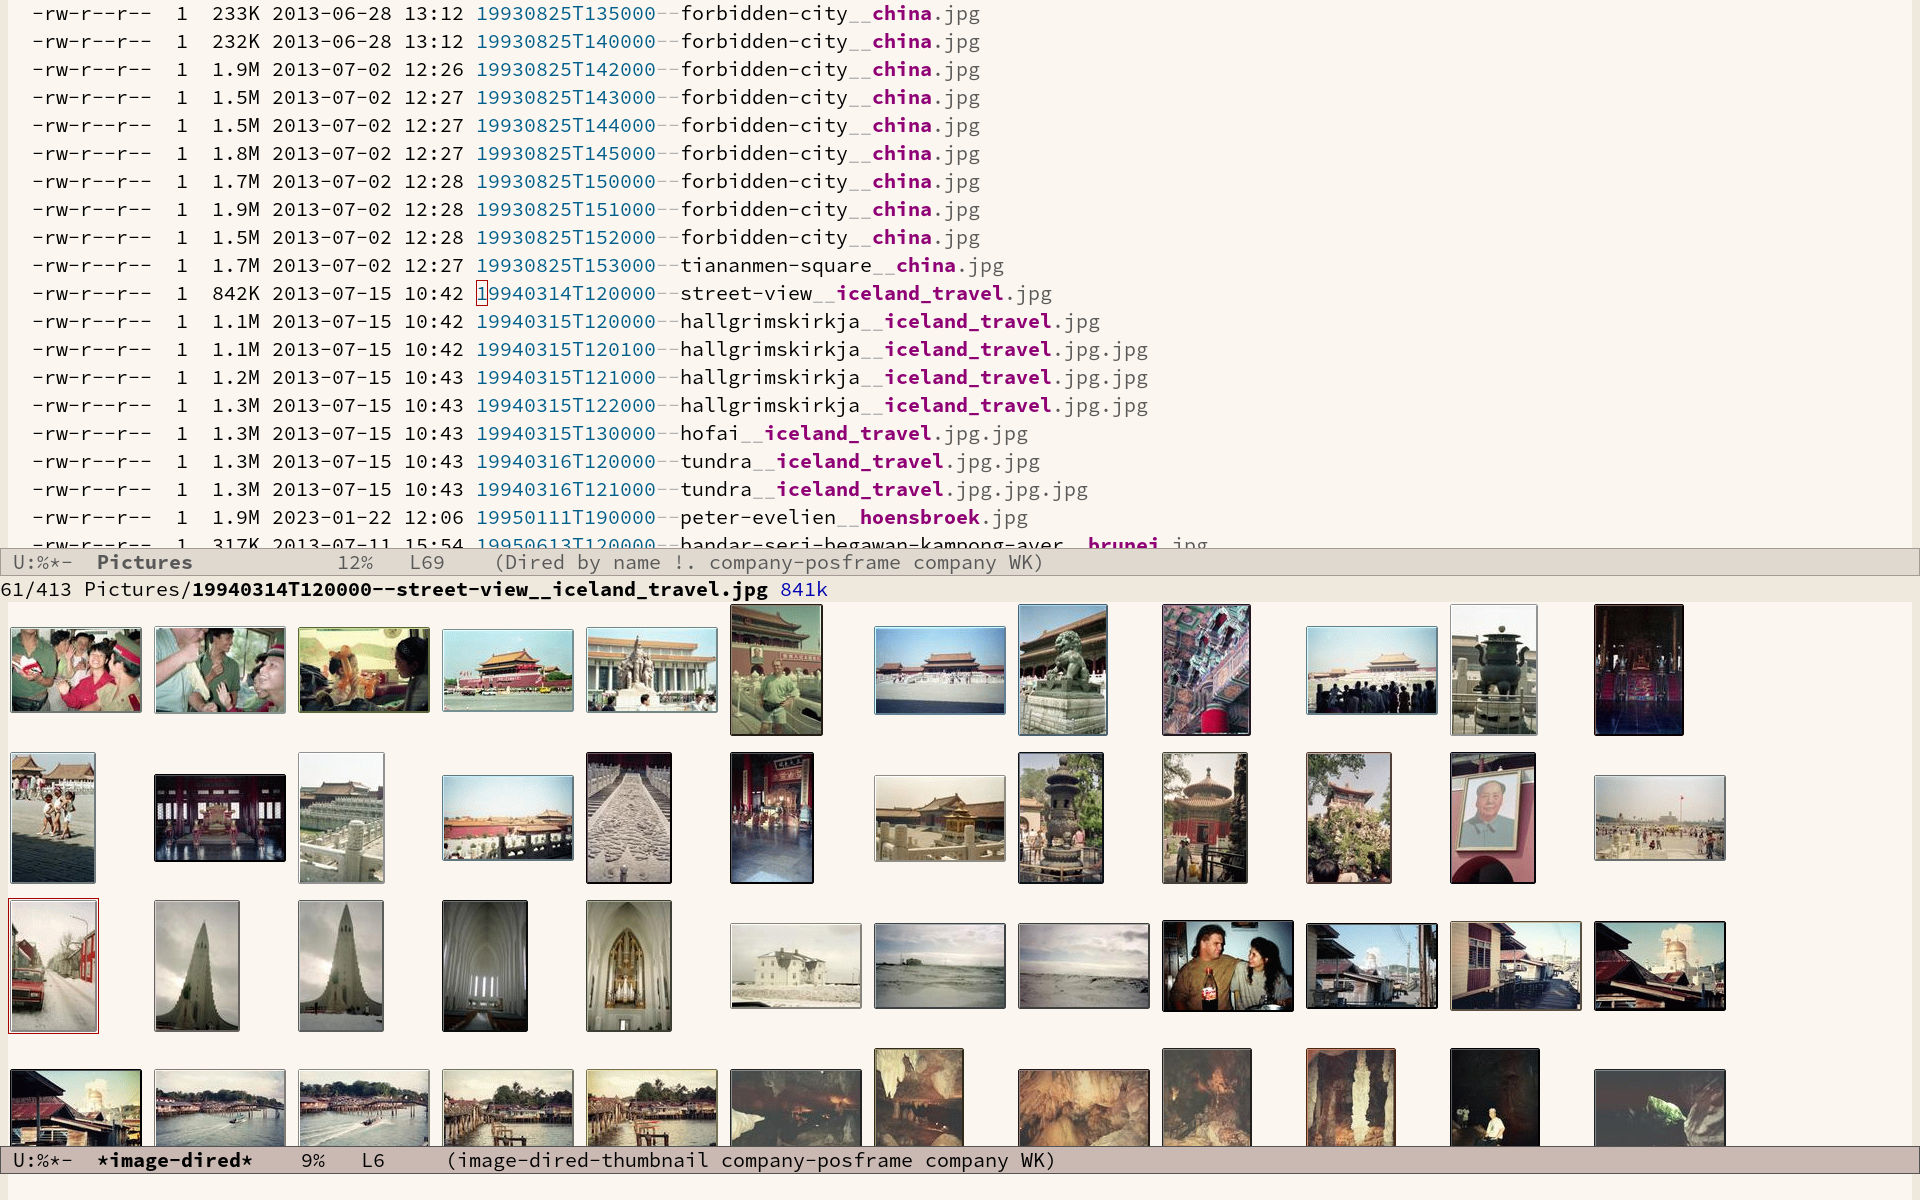 -rw-r--r--  1  233K 2013-06-28 13:12 19930825T135000--forbidden-city__china.jpg
-rw-r--r--  1  232K 2013-06-28 13:12 19930825T140000--forbidden-city__china.jpg
-rw-r--r--  1  1.9M 2013-07-02 12:26 19930825T142000--forbidden-city__china.jpg
-rw-r--r--  1  1.5M 2013-07-02 12:27 19930825T143000--forbidden-city__china.jpg
-rw-r--r--  1  1.5M 2013-07-02 12:27 19930825T144000--forbidden-city__china.jpg
-rw-r--r--  1  1.8M 2013-07-02 12:27 19930825T145000--forbidden-city__china.jpg
-rw-r--r--  1  1.7M 2013-07-02 12:28 19930825T150000--forbidden-city__china.jpg
-rw-r--r--  1  1.9M 2013-07-02 12:28 19930825T151000--forbidden-city__china.jpg
-rw-r--r--  1  1.5M 2013-07-02 12:28 19930825T152000--forbidden-city__china.jpg
-rw-r--r--  1  1.7M 2013-07-02 12:27 19930825T153000--tiananmen-square__china.jpg
-rw-r--r--  1  842K 2013-07-15 10:42 19940314T120000--street-view__iceland_travel.jpg
-rw-r--r--  1  1.1M 2013-07-15 10:42 19940315T120000--hallgrimskirkja__iceland_travel.jpg
-rw-r--r--  1  1.1M 2013-07-15 10:42 19940315T120100--hallgrimskirkja__iceland_travel.jpg.jpg
-rw-r--r--  1  1.2M 2013-07-15 10:43 19940315T121000--hallgrimskirkja__iceland_travel.jpg.jpg
-rw-r--r--  1  1.3M 2013-07-15 10:43 19940315T122000--hallgrimskirkja__iceland_travel.jpg.jpg
-rw-r--r--  1  1.3M 2013-07-15 10:43 19940315T130000--hofai__iceland_travel.jpg.jpg
-rw-r--r--  1  1.3M 2013-07-15 10:43 19940316T120000--tundra__iceland_travel.jpg.jpg
-rw-r--r--  1  1.3M 2013-07-15 10:43 19940316T121000--tundra__iceland_travel.jpg.jpg.jpg
-rw-r--r--  1  1.9M 2023-01-22 12:06 19950111T190000--peter-evelien__hoensbroek.jpg
-rw-r--r--  1  317K 2013-07-11 15:54 19950613T120000--bandar-seri-begawan-kampong-ayer__brunei.jpg
U:%*-  Pictures            12%   L69    (Dired by name !. company-posframe company WK)
61/413 Pictures/19940314T120000--street-view__iceland_travel.jpg 841k
U:%*-  *image-dired*    9%   L6     (image-dired-thumbnail company-posframe company WK)